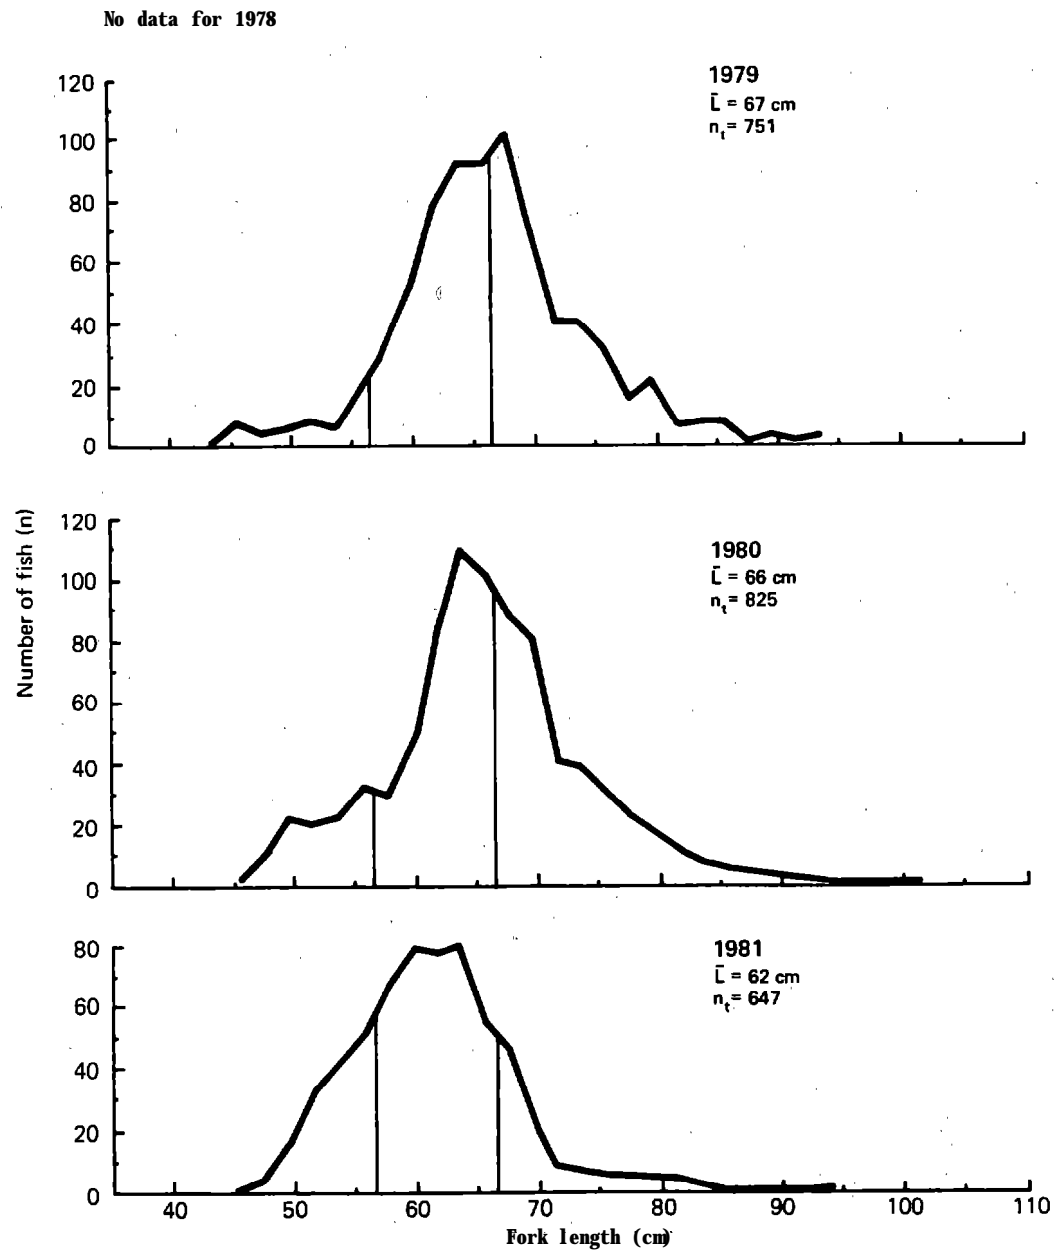 No data for 1978
1979
L̄ = 67 cm
nₜ= 751
120
100
80
60
40
20
0
Number of fish (n)
1980
L̄ = 66 cm
nₜ= 825
120
100
80
60
40
20
0
1981
L̄ = 62 cm
nₜ= 647
80
60
40
20
0
40 50 60 70 80 90 100 110
Fork length (cm)